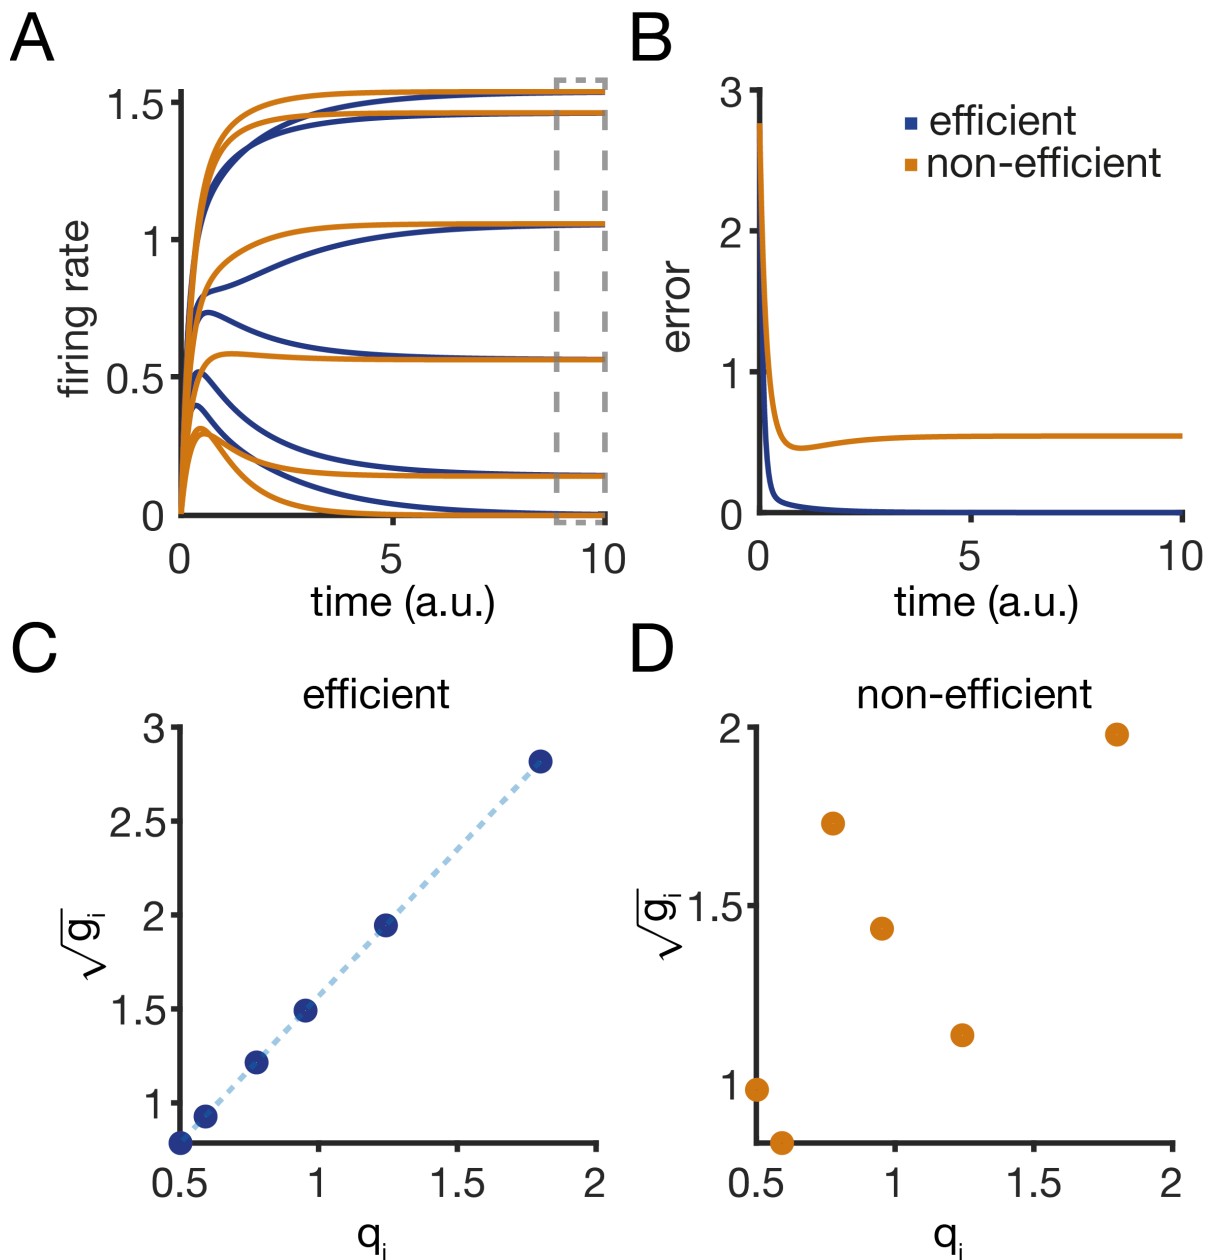 A
firing rate
1.5
1
0.5
0
0
5
10
time (a.u.)
B
error
3
2
1
0
efficient
non-efficient
0
5
10
time (a.u.)
C
efficient
√gᵢ
3
2.5
2
1.5
1
0.5
1
1.5
2
qᵢ
D
non-efficient
√gᵢ
2
1.5
1
0.5
1
1.5
2
qᵢ